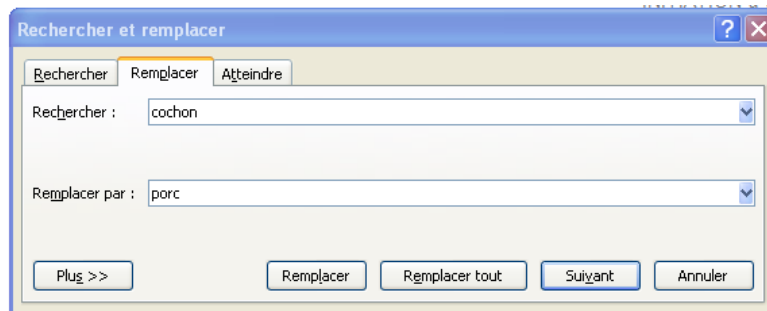 Rechercher et remplacer
Rechercher Remplacer Atteindre
Rechercher : cochon
Remplacer par : porc
Plus >> Remplacer Remplacer tout Suivant Annuler